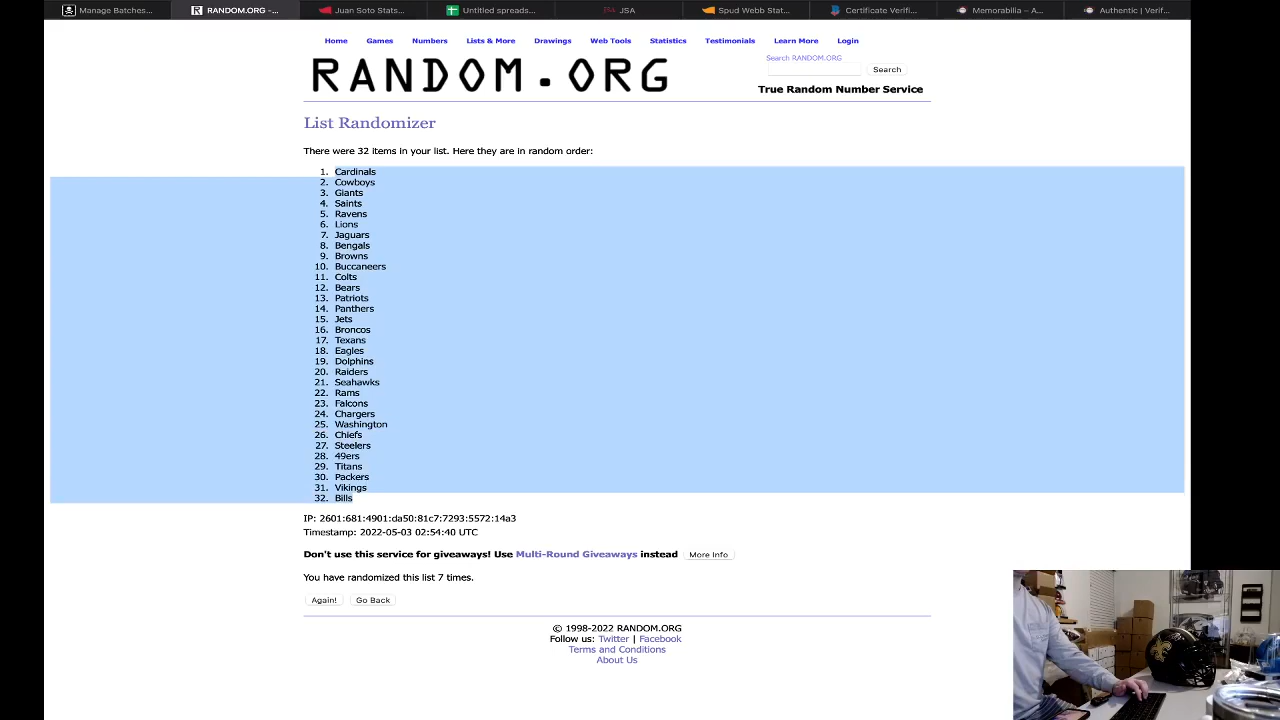 Manage Batches...
RANDOM.ORG -...
Juan Soto Stats...
Untitled spreads...
JSA
Spud Webb Stat...
Certificate Verifi...
Memorabilia – A...
Authentic | Verif...
Home Games Numbers Lists & More Drawings Web Tools Statistics Testimonials Learn More Login
Search RANDOM.ORG
RANDOM.ORG
Search
True Random Number Service
List Randomizer
There were 32 items in your list. Here they are in random order:
1. Cardinals
2. Cowboys
3. Giants
4. Saints
5. Ravens
6. Lions
7. Jaguars
8. Bengals
9. Browns
10. Buccaneers
11. Colts
12. Bears
13. Patriots
14. Panthers
15. Jets
16. Broncos
17. Texans
18. Eagles
19. Dolphins
20. Raiders
21. Seahawks
22. Rams
23. Falcons
24. Chargers
25. Washington
26. Chiefs
27. Steelers
28. 49ers
29. Titans
30. Packers
31. Vikings
32. Bills
IP: 2601:681:4901:da50:81c7:7293:5572:14a3
Timestamp: 2022-05-03 02:54:40 UTC
Don't use this service for giveaways! Use Multi-Round Giveaways instead More Info
You have randomized this list 7 times.
Again! Go Back
© 1998-2022 RANDOM.ORG
Follow us: Twitter | Facebook
Terms and Conditions
About Us